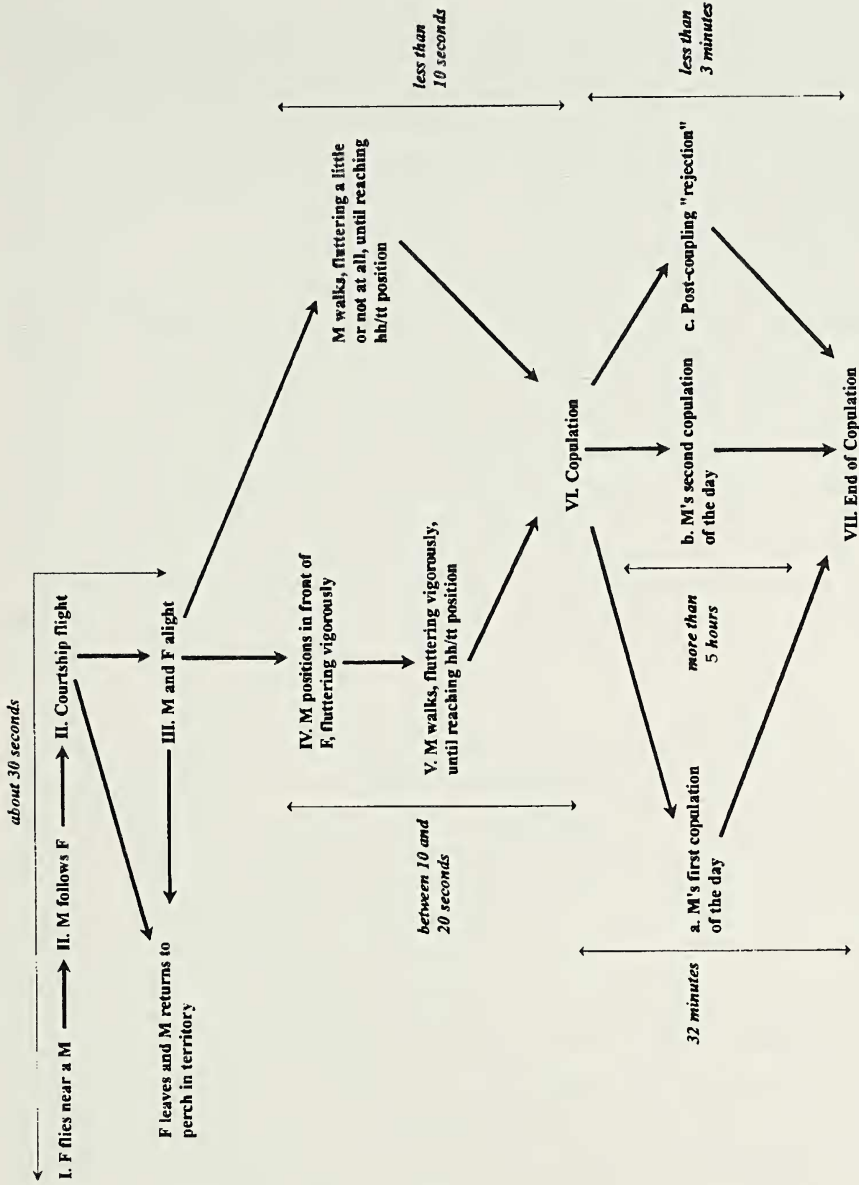 about 30 seconds
I. F flies near a M
II. M follows F
II. Courtship flight
F leaves and M returns to
perch in territory
III. M and F alight
IV. M positions in front of
F, fluttering vigorously
V. M walks, fluttering vigorously,
until reaching hh/tt position
between 10 and
20 seconds
M walks, fluttering a little
or not at all, until reaching
hh/tt position
less than
10 seconds
VI. Copulation
a. M's first copulation
of the day
32 minutes
more than
5 hours
b. M's second copulation
of the day
c. Post-coupling "rejection"
less than
3 minutes
VII. End of Copulation